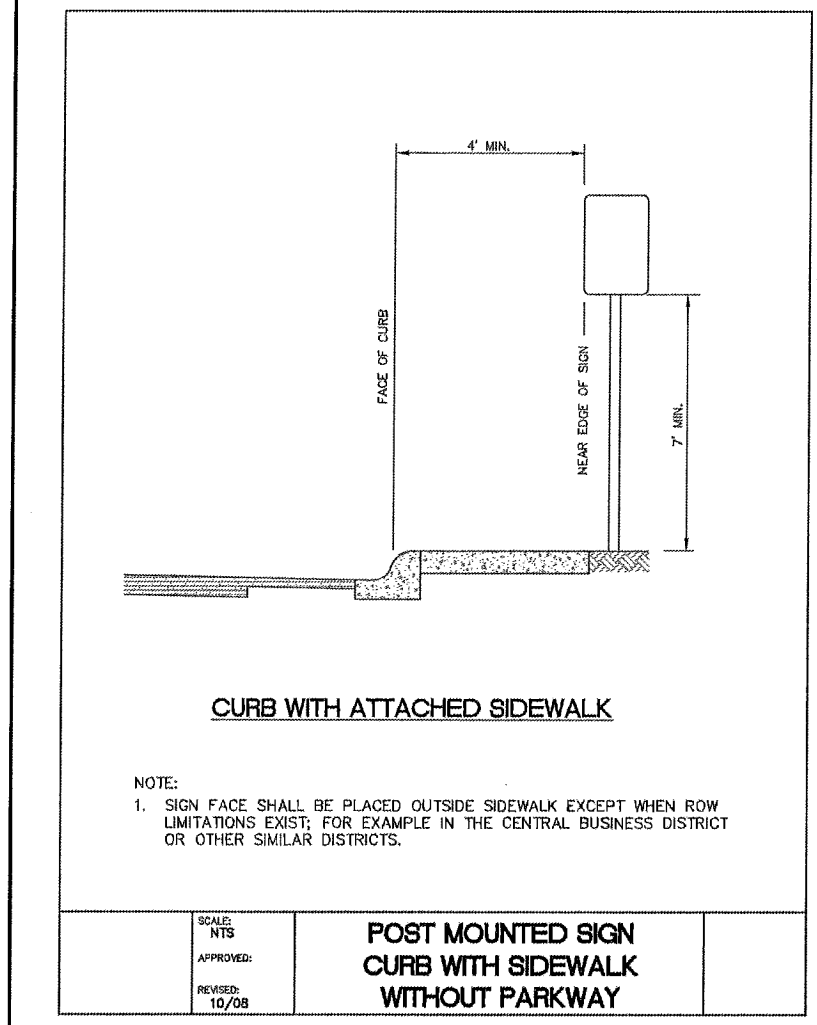 4' MIN.
FACE OF CURB
NEAR EDGE OF SIGN
7' MIN.
CURB WITH ATTACHED SIDEWALK
NOTE:
1. SIGN FACE SHALL BE PLACED OUTSIDE SIDEWALK EXCEPT WHEN ROW
LIMITATIONS EXIST; FOR EXAMPLE IN THE CENTRAL BUSINESS DISTRICT
OR OTHER SIMILAR DISTRICTS.
SCALE:
NTS
APPROVED:
REVISED:
10/08
POST MOUNTED SIGN
CURB WITH SIDEWALK
WITHOUT PARKWAY